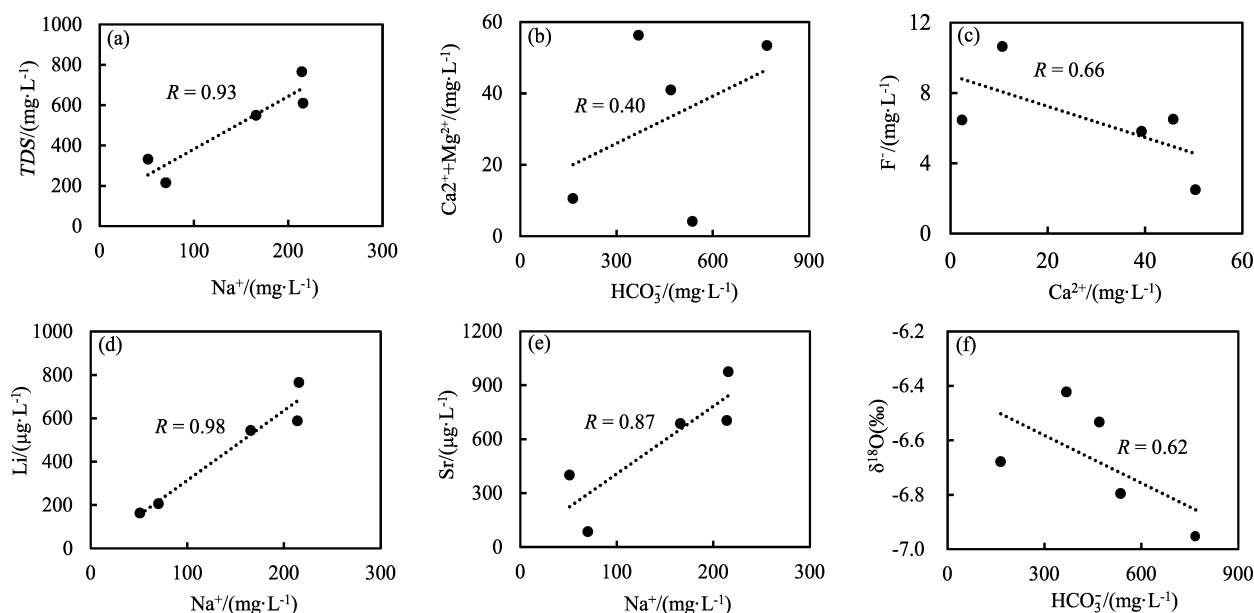 (a)
1000
800
600
400
200
0
TDS/(mg·L⁻¹)
R = 0.93
0 100 200 300
Na⁺/(mg·L⁻¹)
(b)
60
40
20
0
Ca2⁺+Mg²⁺/(mg·L⁻¹)
R = 0.40
0 300 600 900
HCO₃⁻/(mg·L⁻¹)
(c)
12
8
4
0
F⁻/(mg·L⁻¹)
R = 0.66
0 20 40 60
Ca²⁺/(mg·L⁻¹)
(d)
1000
800
600
400
200
0
Li/(μg·L⁻¹)
R = 0.98
0 100 200 300
Na⁺/(mg·L⁻¹)
(e)
1200
900
600
300
0
Sr/(μg·L⁻¹)
R = 0.87
0 100 200 300
Na⁺/(mg·L⁻¹)
(f)
-6.2
-6.4
-6.6
-6.8
-7.0
δ¹⁸O(‰)
R = 0.62
0 300 600 900
HCO₃⁻/(mg·L⁻¹)